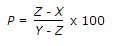 P = (Z - X) / (Y - Z) x 100